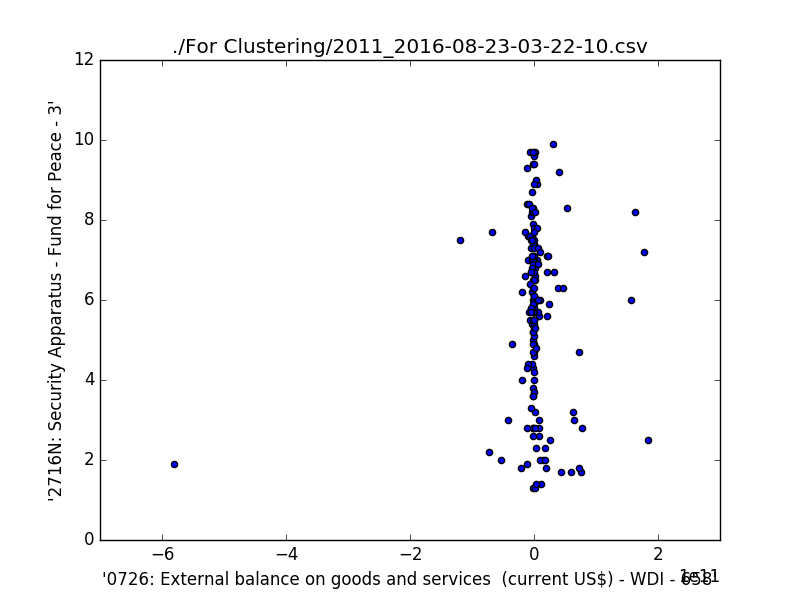 ./For Clustering/2011_2016-08-23-03-22-10.csv
12
10
8
6
4
2
0
'2716N: Security Apparatus - Fund for Peace - 3'
−6 −4 −2 0 2
1e11
'0726: External balance on goods and services (current US$) - WDI - 658'